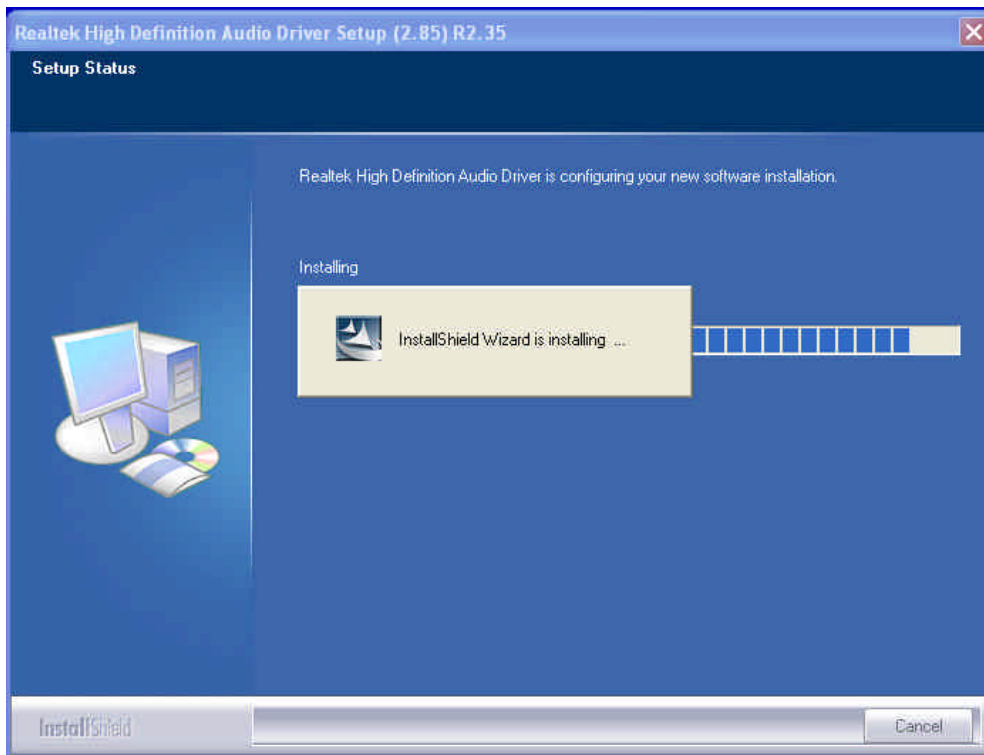 Realtek High Definition Audio Driver Setup (2.85) R2.35
Setup Status
Realtek High Definition Audio Driver is configuring your new software installation.
Installing
InstallShield Wizard is installing ...
InstallShield
Cancel